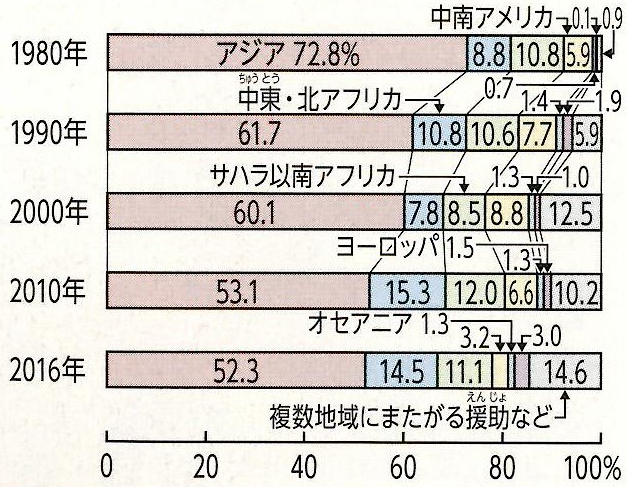 中南アメリカ 0.1 0.9
1980年 アジア 72.8% 8.8 10.8 5.9
0.7
ちゅうとう
中東・北アフリカ 1.4 1.9
1990年 61.7 10.8 10.6 7.7 5.9
サハラ以南アフリカ 1.3 1.0
2000年 60.1 7.8 8.5 8.8 12.5
ヨーロッパ 1.5
1.3
2010年 53.1 15.3 12.0 6.6 10.2
オセアニア 1.3
3.2 3.0
2016年 52.3 14.5 11.1 14.6
えんじょ
複数地域にまたがる援助など
0 20 40 60 80 100%